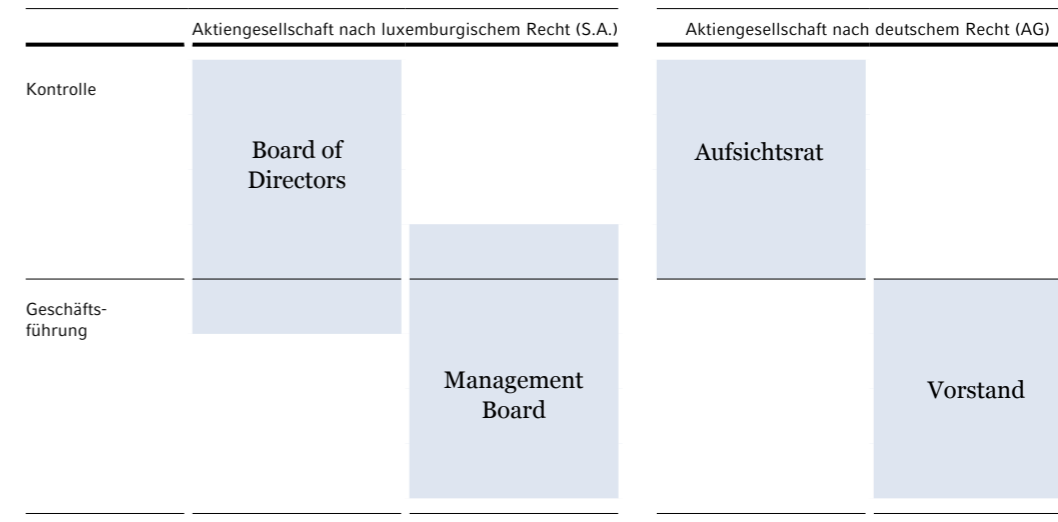 Aktiengesellschaft nach luxemburgischem Recht (S.A.)
Aktiengesellschaft nach deutschem Recht (AG)
Kontrolle
Board of
Directors
Aufsichtsrat
Geschäfts-
führung
Management
Board
Vorstand